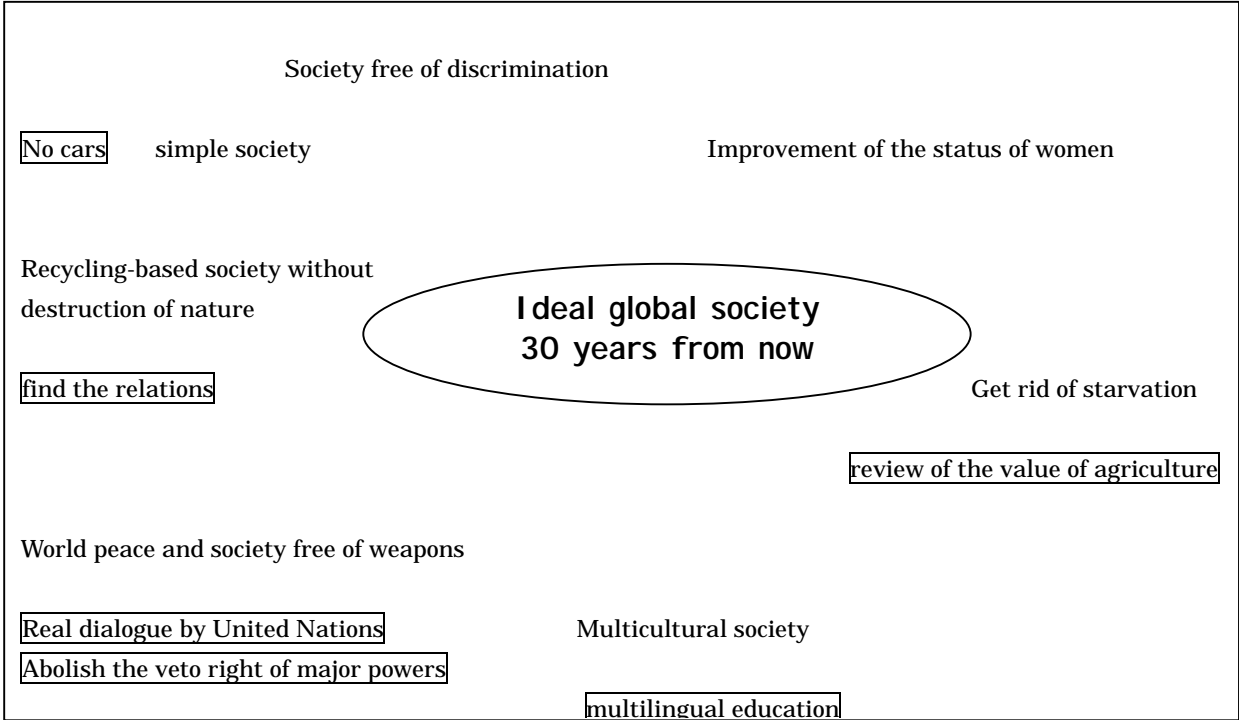 Society free of discrimination
No cars simple society Improvement of the status of women
Recycling-based society without
destruction of nature
Ideal global society
30 years from now
find the relations Get rid of starvation
review of the value of agriculture
World peace and society free of weapons
Real dialogue by United Nations Multicultural society
Abolish the veto right of major powers
multilingual education